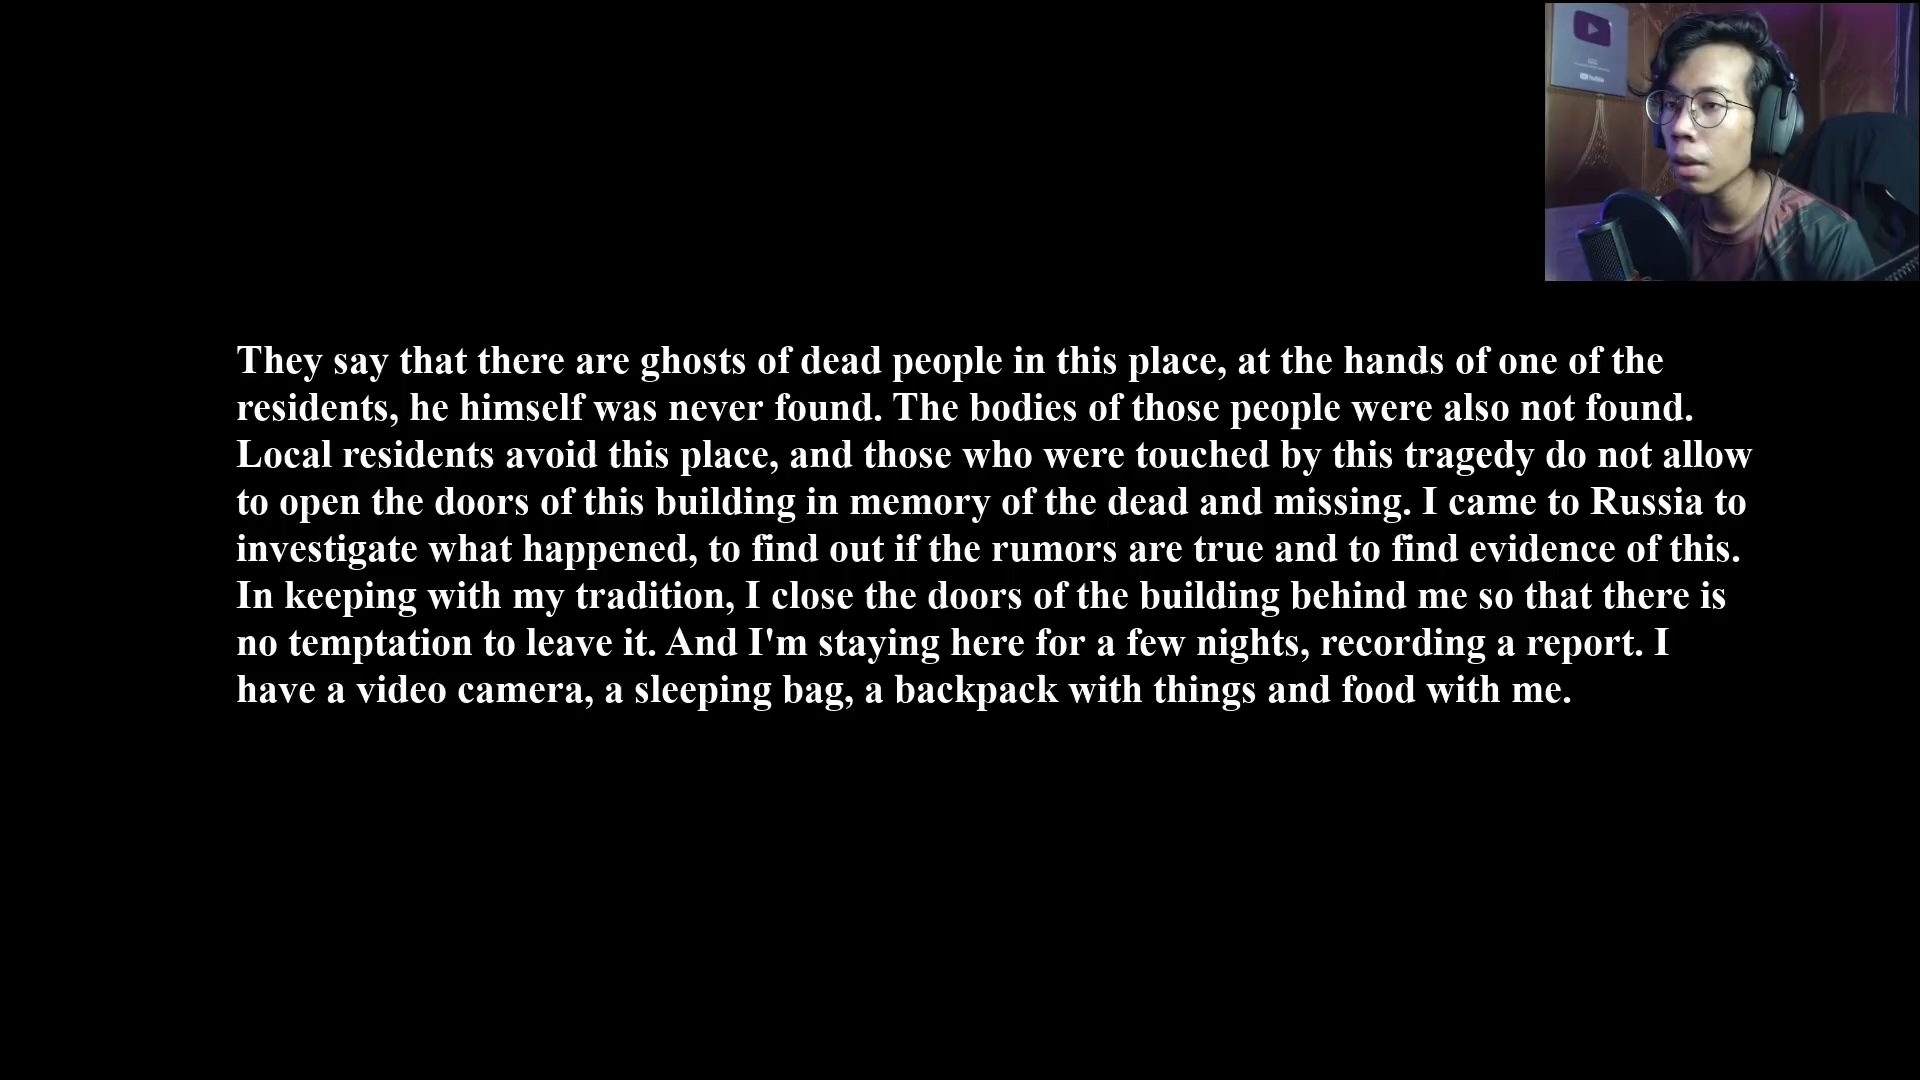 They say that there are ghosts of dead people in this place, at the hands of one of the
residents, he himself was never found. The bodies of those people were also not found.
Local residents avoid this place, and those who were touched by this tragedy do not allow
to open the doors of this building in memory of the dead and missing. I came to Russia to
investigate what happened, to find out if the rumors are true and to find evidence of this.
In keeping with my tradition, I close the doors of the building behind me so that there is
no temptation to leave it. And I'm staying here for a few nights, recording a report. I
have a video camera, a sleeping bag, a backpack with things and food with me.